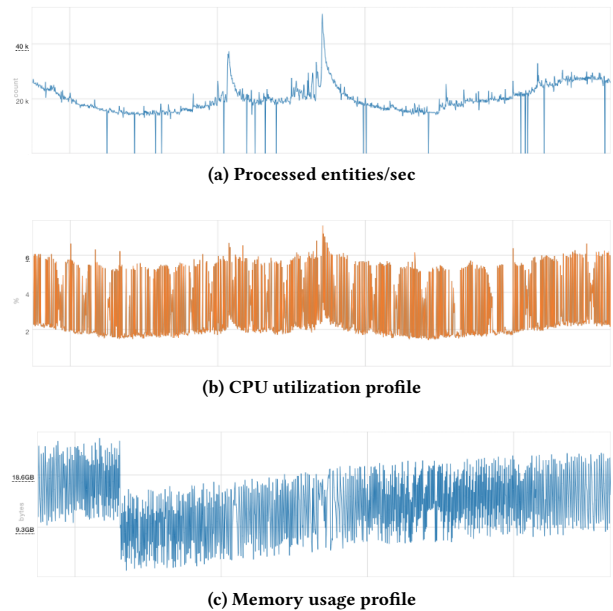 40 k
count
20 k
(a) Processed entities/sec
6
%
4
2
(b) CPU utilization profile
18.6GB
bytes
9.3GB
(c) Memory usage profile